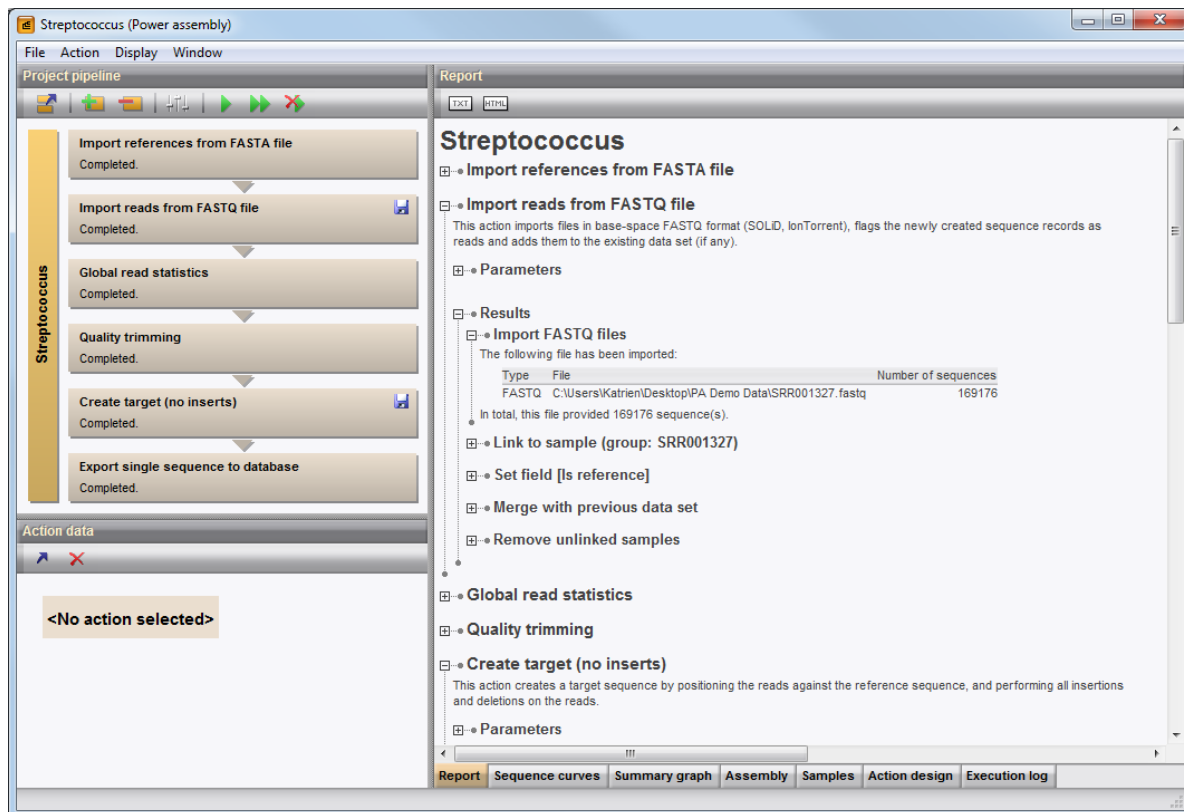 Streptococcus (Power assembly)
File Action Display Window
Project pipeline
Streptococcus
Import references from FASTA file
Completed.
Import reads from FASTQ file
Completed.
Global read statistics
Completed.
Quality trimming
Completed.
Create target (no inserts)
Completed.
Export single sequence to database
Completed.
Action data
<No action selected>
Report
TXT HTML
Streptococcus
Import references from FASTA file
Import reads from FASTQ file
This action imports files in base-space FASTQ format (SOLiD, IonTorrent), flags the newly created sequence records as
reads and adds them to the existing data set (if any).
Parameters
Results
Import FASTQ files
The following file has been imported:
Type File Number of sequences
FASTQ C:\Users\Katrien\Desktop\PA Demo Data\SRR001327.fastq 169176
In total, this file provided 169176 sequence(s).
Link to sample (group: SRR001327)
Set field [Is reference]
Merge with previous data set
Remove unlinked samples
Global read statistics
Quality trimming
Create target (no inserts)
This action creates a target sequence by positioning the reads against the reference sequence, and performing all insertions
and deletions on the reads.
Parameters
Report Sequence curves Summary graph Assembly Samples Action design Execution log